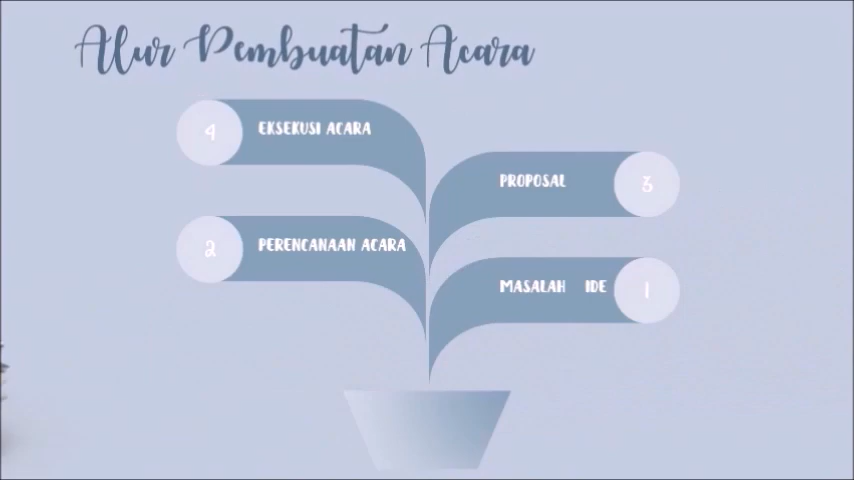 Alur Pembuatan Acara
4 EKSEKUSI ACARA
PROPOSAL 3
2 PERENCANAAN ACARA
MASALAH IDE 1